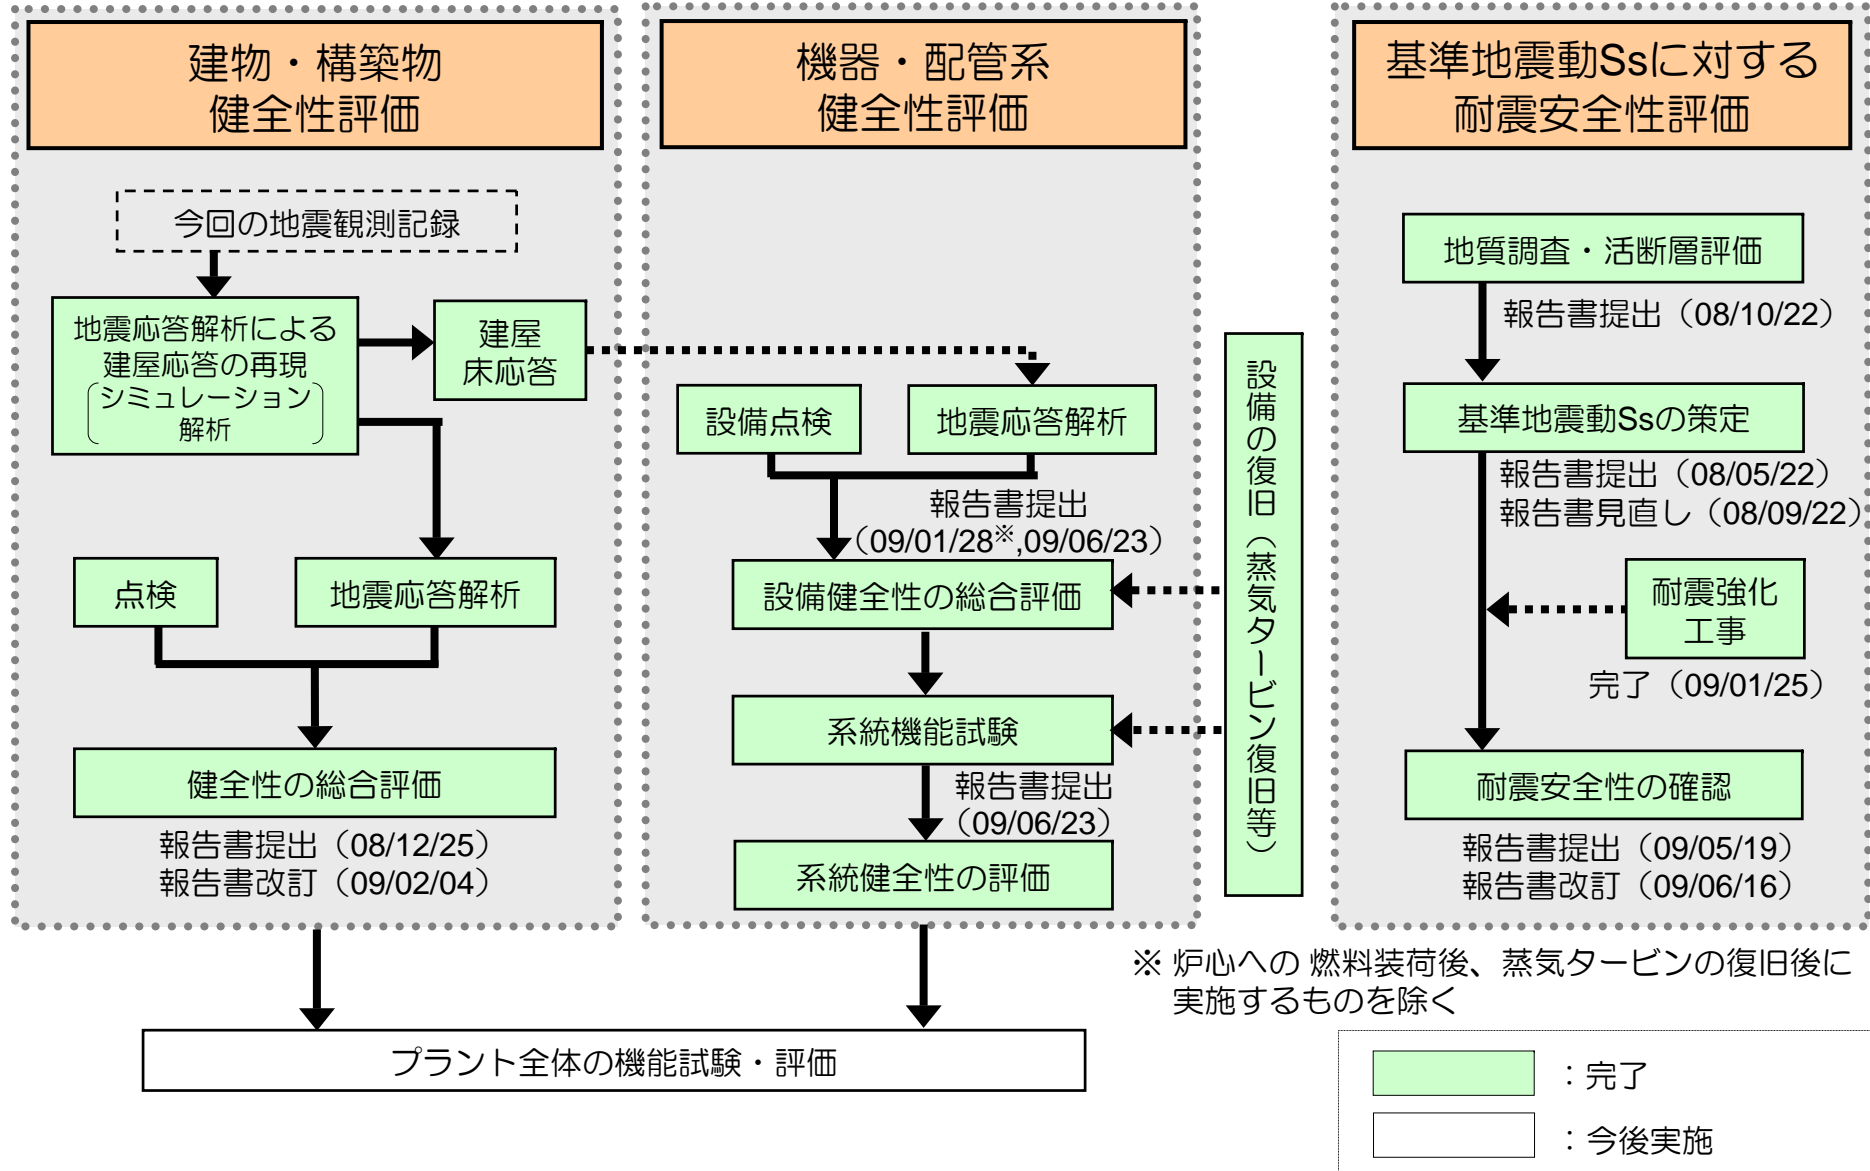 建物・構築物
健全性評価
今回の地震観測記録
地震応答解析による
建屋応答の再現
シミュレーション
解析
建屋
床応答
点検
地震応答解析
健全性の総合評価
報告書提出（08/12/25）
報告書改訂（09/02/04）
機器・配管系
健全性評価
設備点検
地震応答解析
報告書提出
（09/01/28※,09/06/23）
設備健全性の総合評価
系統機能試験
報告書提出
（09/06/23）
系統健全性の評価
設備の復旧（蒸気タービン復旧等）
基準地震動Ssに対する
耐震安全性評価
地質調査・活断層評価
報告書提出（08/10/22）
基準地震動Ssの策定
報告書提出（08/05/22）
報告書見直し（08/09/22）
耐震強化
工事
完了（09/01/25）
耐震安全性の確認
報告書提出（09/05/19）
報告書改訂（09/06/16）
※ 炉心への 燃料装荷後、蒸気タービンの復旧後に
実施するものを除く
プラント全体の機能試験・評価
：完了
：今後実施